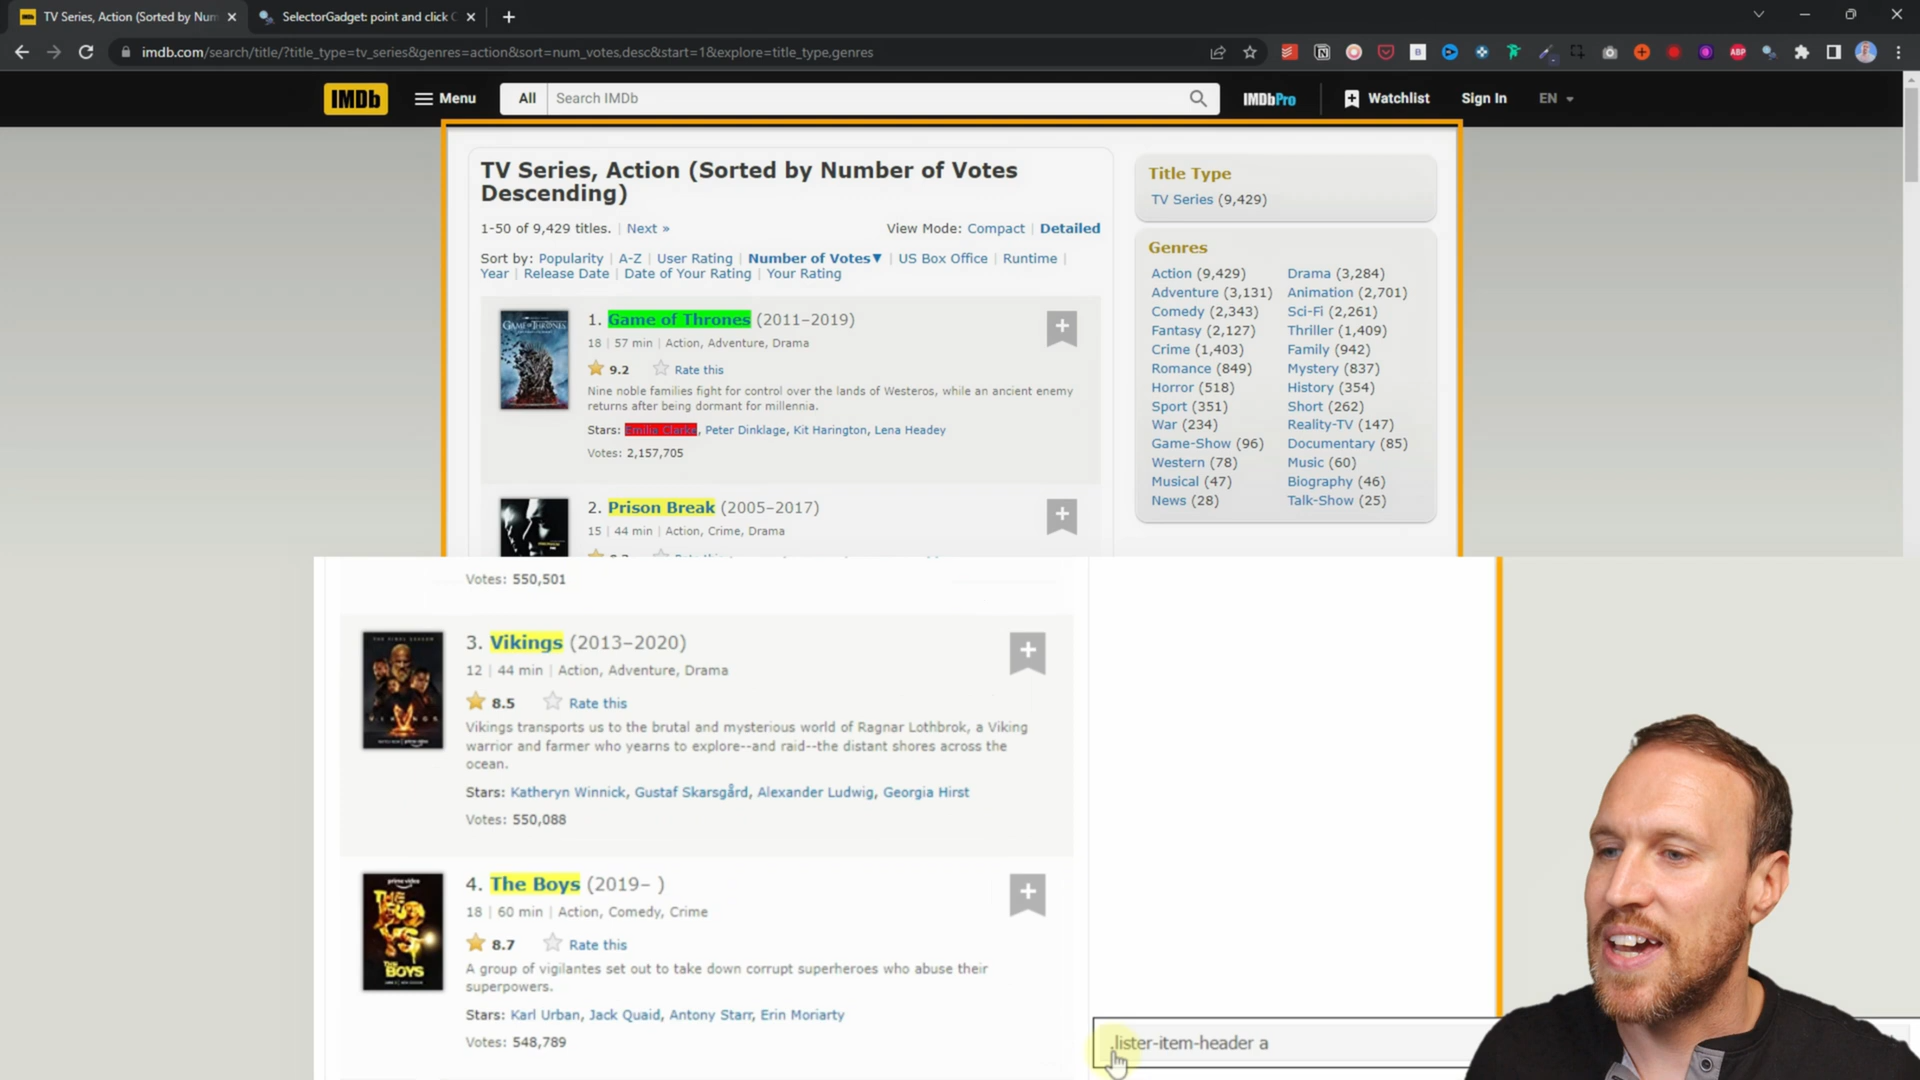 TV Series, Action (Sorted by Num
SelectorGadget: point and click C
imdb.com/search/title/?title_type=tv_series&genres=action&sort=num_votes,desc&start=1&explore=title_type,genres
ABP
IMDb
Menu
All
Search IMDb
IMDbPro
Watchlist
Sign In
EN
TV Series, Action (Sorted by Number of Votes
Descending)
1-50 of 9,429 titles. | Next »
View Mode: Compact | Detailed
Sort by: Popularity | A-Z | User Rating | Number of Votes▼ | US Box Office | Runtime |
Year | Release Date | Date of Your Rating | Your Rating
GAME OF THRONES
1. Game of Thrones (2011–2019)
18 | 57 min | Action, Adventure, Drama
9.2 Rate this
Nine noble families fight for control over the lands of Westeros, while an ancient enemy
returns after being dormant for millennia.
Stars: Emilia Clarke, Peter Dinklage, Kit Harington, Lena Headey
Votes: 2,157,705
2. Prison Break (2005–2017)
15 | 44 min | Action, Crime, Drama
Title Type
TV Series (9,429)
Genres
Action (9,429) Drama (3,284)
Adventure (3,131) Animation (2,701)
Comedy (2,343) Sci-Fi (2,261)
Fantasy (2,127) Thriller (1,409)
Crime (1,403) Family (942)
Romance (849) Mystery (837)
Horror (518) History (354)
Sport (351) Short (262)
War (234) Reality-TV (147)
Game-Show (96) Documentary (85)
Western (78) Music (60)
Musical (47) Biography (46)
News (28) Talk-Show (25)
Votes: 550,501
VIKINGS
3. Vikings (2013–2020)
12 | 44 min | Action, Adventure, Drama
8.5 Rate this
Vikings transports us to the brutal and mysterious world of Ragnar Lothbrok, a Viking
warrior and farmer who yearns to explore--and raid--the distant shores across the
ocean.
Stars: Katheryn Winnick, Gustaf Skarsgård, Alexander Ludwig, Georgia Hirst
Votes: 550,088
prime video
THE BOYS
THE
BOYS
4. The Boys (2019– )
18 | 60 min | Action, Comedy, Crime
8.7 Rate this
A group of vigilantes set out to take down corrupt superheroes who abuse their
superpowers.
Stars: Karl Urban, Jack Quaid, Antony Starr, Erin Moriarty
Votes: 548,789
.lister-item-header a